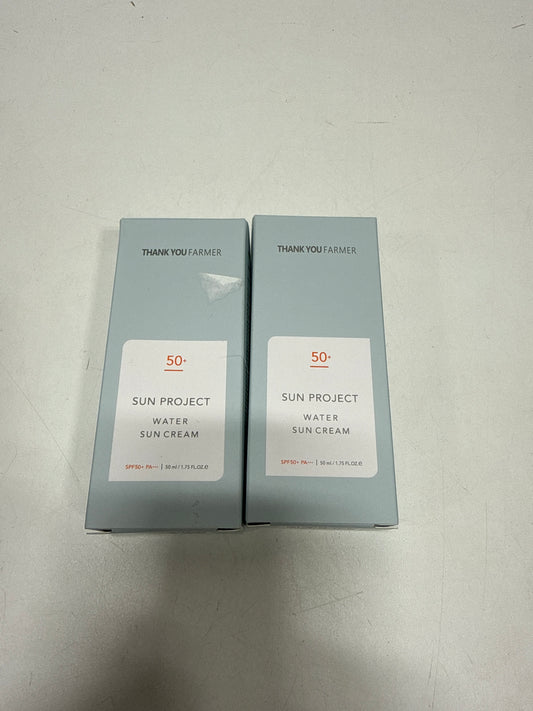 THANK YOU FARMER
50+
SUN PROJECT
WATER
SUN CREAM
SPF50+ PA+++ | 50 ml / 1.75 FL.OZ.e
THANK YOU FARMER
50+
SUN PROJECT
WATER
SUN CREAM
SPF50+ PA+++ | 50 ml / 1.75 FL.OZ.e